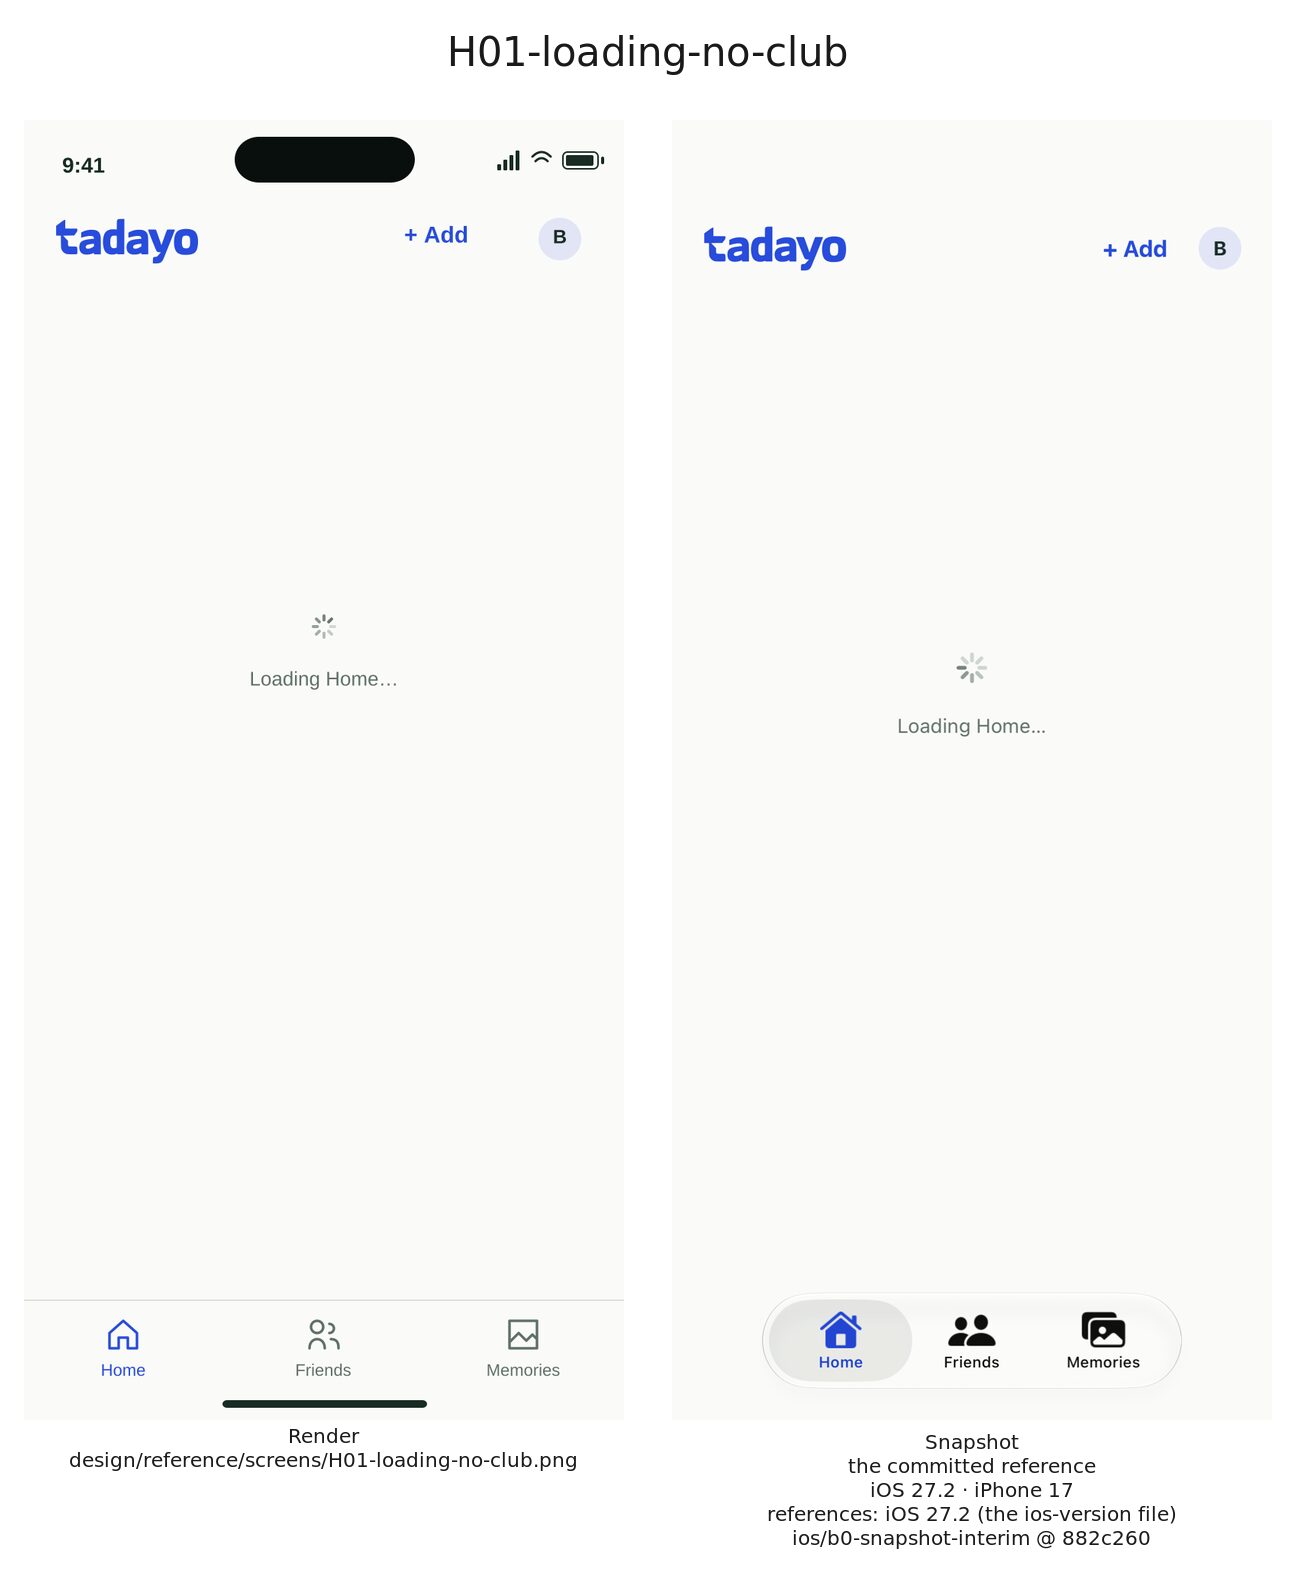 H01-loading-no-club
9:41
tadayo
+ Add
B
Loading Home…
Home
Friends
Memories
Render
design/reference/screens/H01-loading-no-club.png
tadayo
+ Add
B
Loading Home...
Home
Friends
Memories
Snapshot
the committed reference
iOS 27.2 · iPhone 17
references: iOS 27.2 (the ios-version file)
ios/b0-snapshot-interim @ 882c260